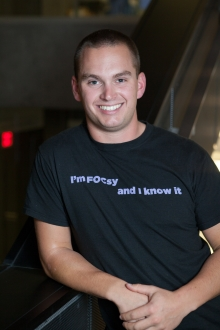 I'm FOCSY
and I know it